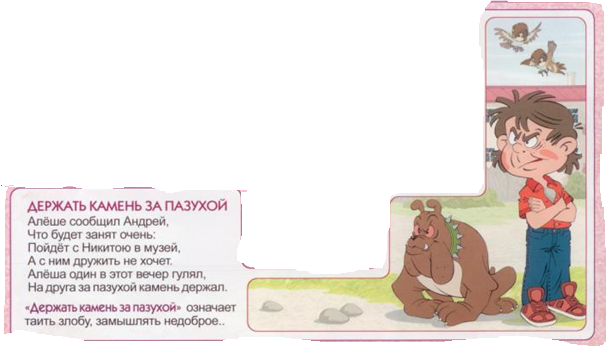 ДЕРЖАТЬ КАМЕНЬ ЗА ПАЗУХОЙ
Алёше сообщил Андрей,
Что будет занят очень:
Пойдёт с Никитою в музей,
А с ним дружить не хочет.
Алёша один в этот вечер гулял,
На друга за пазухой камень держал.
«Держать камень за пазухой» означает
таить злобу, замышлять недоброе..